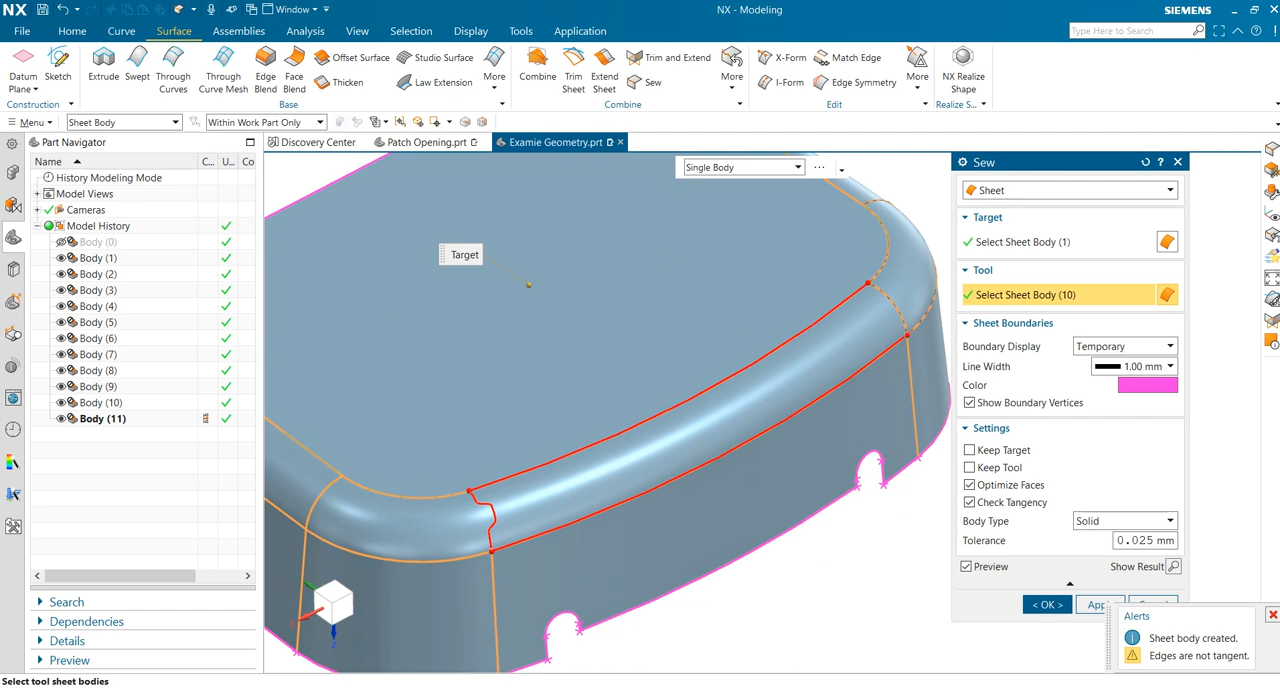 NX
Window
NX - Modeling
SIEMENS
File Home Curve Surface Assemblies Analysis View Selection Display Tools Application
Type Here to Search
Datum Plane Sketch Extrude Swept Through Curves Through Curve Mesh Edge Blend Face Blend Offset Surface Thicken Studio Surface Law Extension More Combine Trim Sheet Extend Sheet Trim and Extend Sew More X-Form I-Form Match Edge Edge Symmetry More NX Realize Shape
Construction Base Combine Edit Realize S...
Menu Sheet Body Within Work Part Only
Part Navigator Discovery Center Patch Opening.prt Examie Geometry.prt
Name C... U... Co
History Modeling Mode
Model Views
Cameras
Model History
Body (0)
Body (1)
Body (2)
Body (3)
Body (4)
Body (5)
Body (6)
Body (7)
Body (8)
Body (9)
Body (10)
Body (11)
Search
Dependencies
Details
Preview
Select tool sheet bodies
Single Body
Target
Sew
Sheet
Target
Select Sheet Body (1)
Tool
Select Sheet Body (10)
Sheet Boundaries
Boundary Display Temporary
Line Width 1.00 mm
Color
Show Boundary Vertices
Settings
Keep Target
Keep Tool
Optimize Faces
Check Tangency
Body Type Solid
Tolerance 0.025 mm
Preview Show Result
< OK >
Alerts
Sheet body created.
Edges are not tangent.